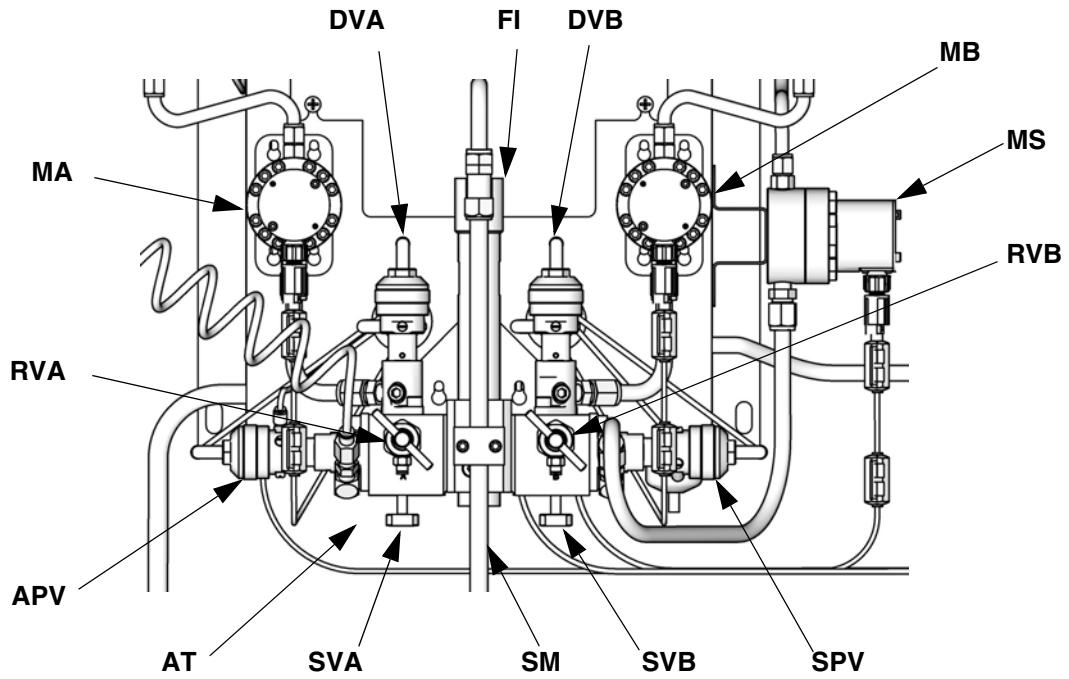 DVA FI DVB
MB
MS
MA
RVB
RVA
APV
AT SVA SM SVB SPV